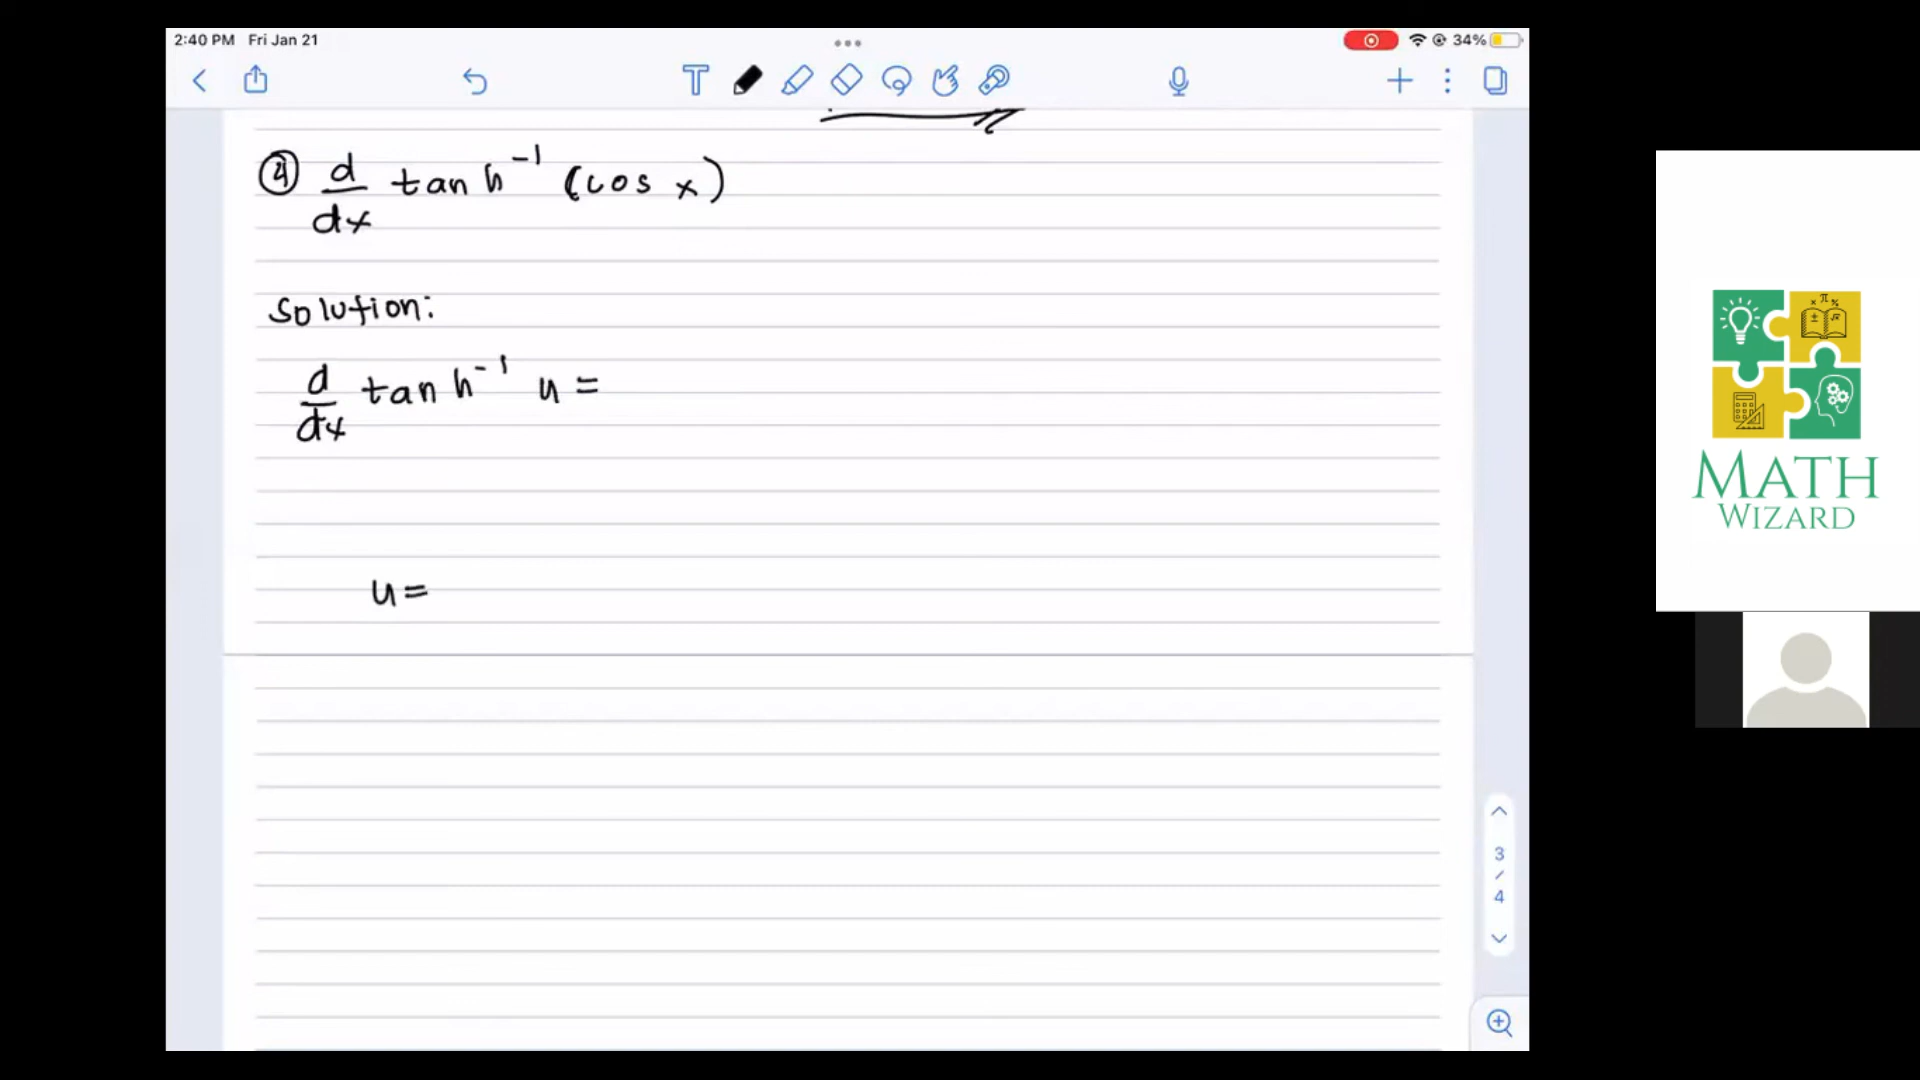 2:40 PM Fri Jan 21
34%
④ d/dx tanh⁻¹ (cos x)
Solution:
d/dx tanh⁻¹ u =
u =
3
/
4
MATH
WIZARD